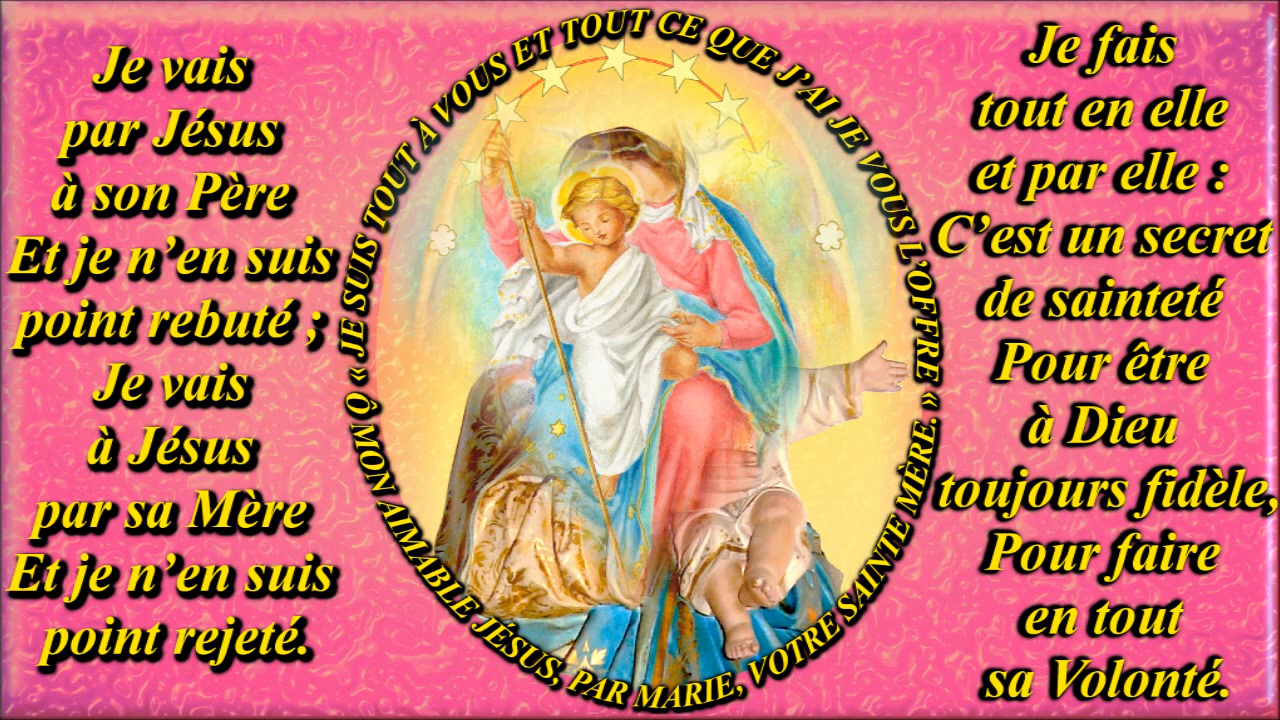 Je vais
par Jésus
à son Père
Et je n’en suis
point rebuté ;
Je vais
à Jésus
par sa Mère
Et je n’en suis
point rejeté.
« JE SUIS TOUT À VOUS ET TOUT CE QUE J’AI JE VOUS L’OFFRE «
Ô MON AIMABLE JÉSUS, PAR MARIE, VOTRE SAINTE MÈRE.
Je fais
tout en elle
et par elle :
C’est un secret
de sainteté
Pour être
à Dieu
toujours fidèle,
Pour faire
en tout
sa Volonté.